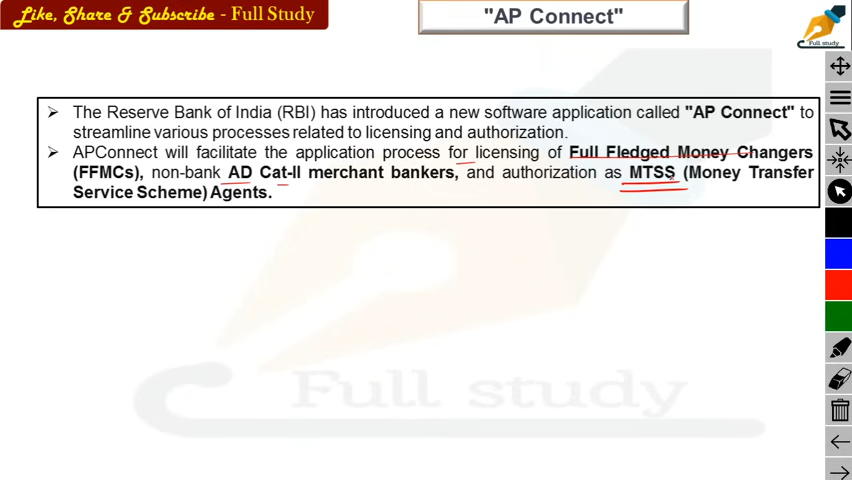 Like, Share & Subscribe - Full Study
"AP Connect"
Full study
➢ The Reserve Bank of India (RBI) has introduced a new software application called "AP Connect" to
streamline various processes related to licensing and authorization.
➢ APConnect will facilitate the application process for licensing of Full Fledged Money Changers
(FFMCs), non-bank AD Cat-II merchant bankers, and authorization as MTSS (Money Transfer
Service Scheme) Agents.
Full study